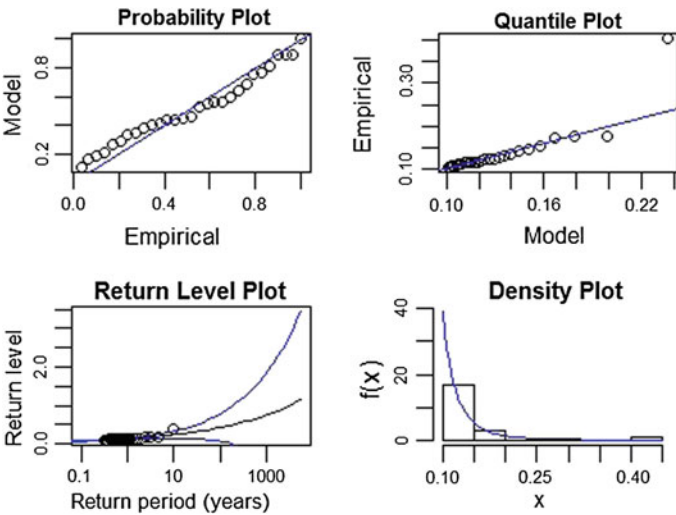 Probability Plot
Model
0.2 0.8
0.0 0.4 0.8
Empirical
Quantile Plot
Empirical
0.10 0.30
0.10 0.16 0.22
Model
Return Level Plot
Return level
0.0 2.0
0.1 10 1000
Return period (years)
Density Plot
f(x)
0 20 40
0.10 0.25 0.40
x